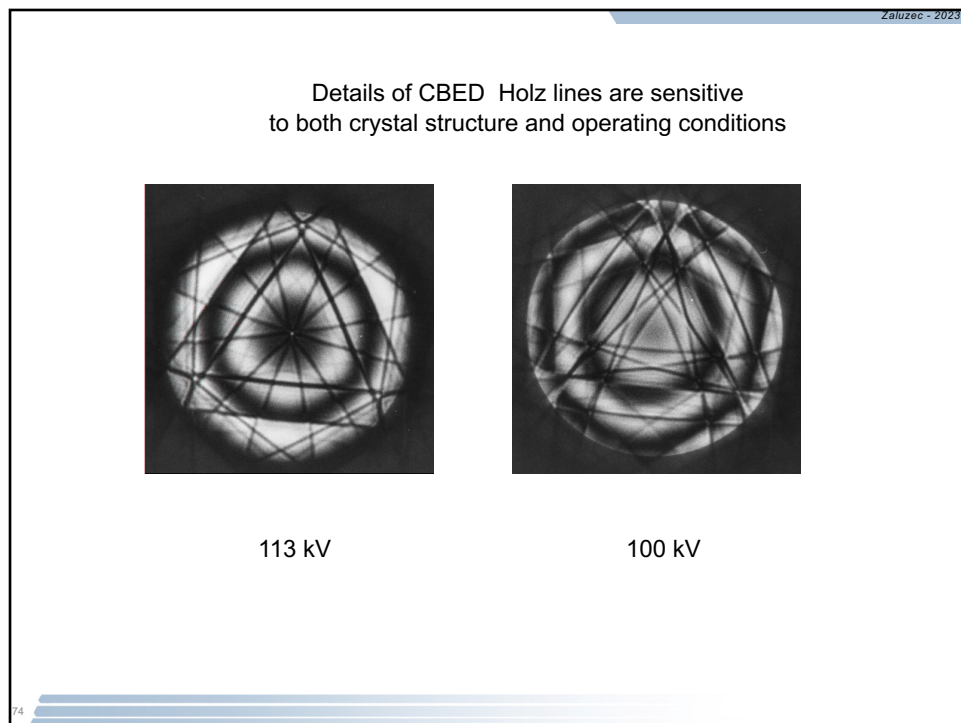 Zaluzec - 2023
Details of CBED  Holz lines are sensitive
to both crystal structure and operating conditions
113 kV
100 kV
74